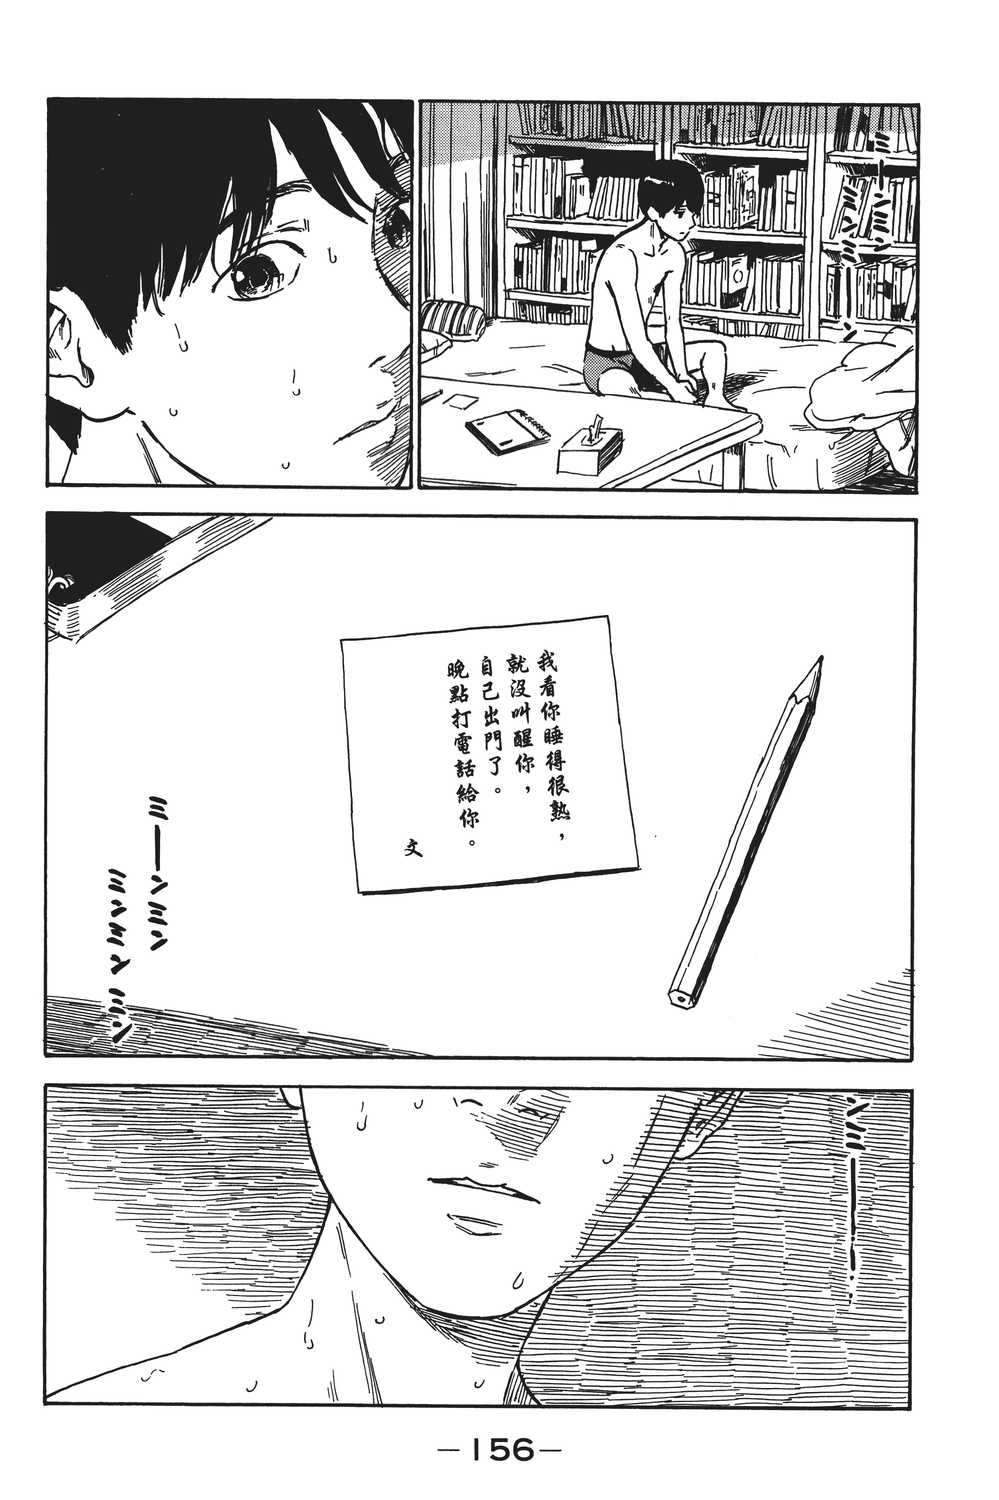 ミーンミン
ミンミーン
我看你睡得很熟，
就沒叫醒你，
自己出門了。
晚點打電話給你。
文
ミーンミン
ミンミンミン
ンミーーー
—156—